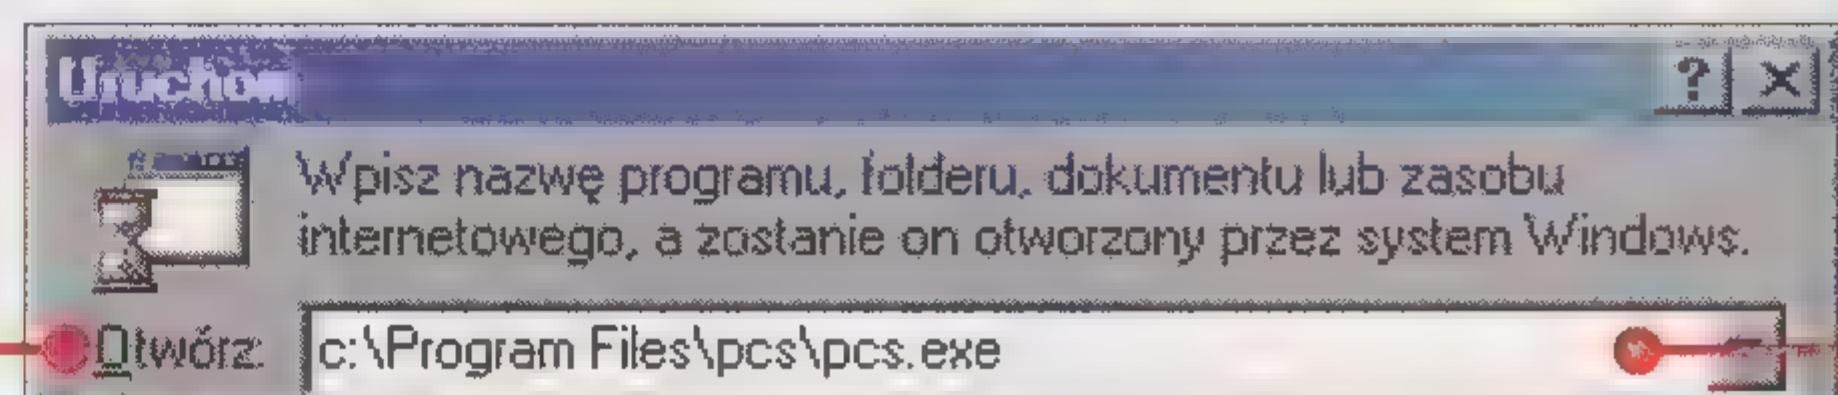 Uruchom
? X
Wpisz nazwę programu, folderu, dokumentu lub zasobu
internetowego, a zostanie on otworzony przez system Windows.
Otwórz: c:\Program Files\pcs\pcs.exe